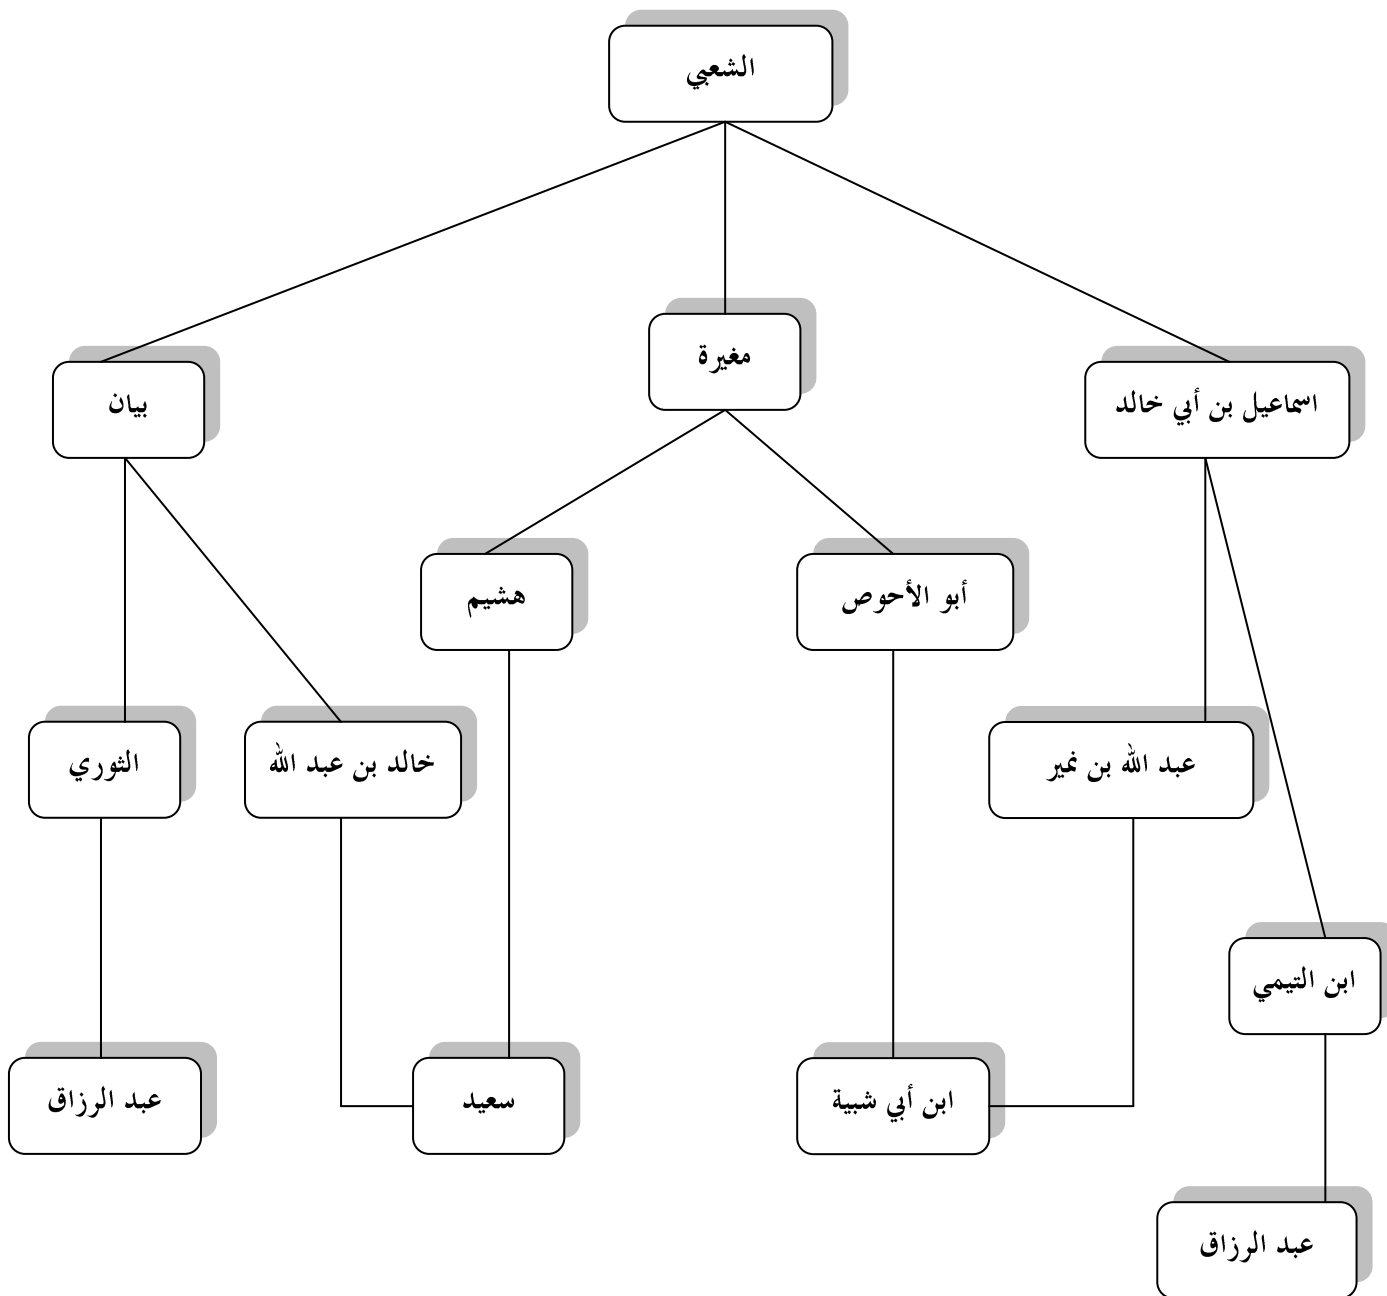 الشعبي
مغيرة
اسماعيل بن أبي خالد
بيان
أبو الأحوص
هشيم
عبد الله بن نمير
خالد بن عبد الله
الثوري
ابن التيمي
ابن أبي شبية
سعيد
عبد الرزاق
عبد الرزاق